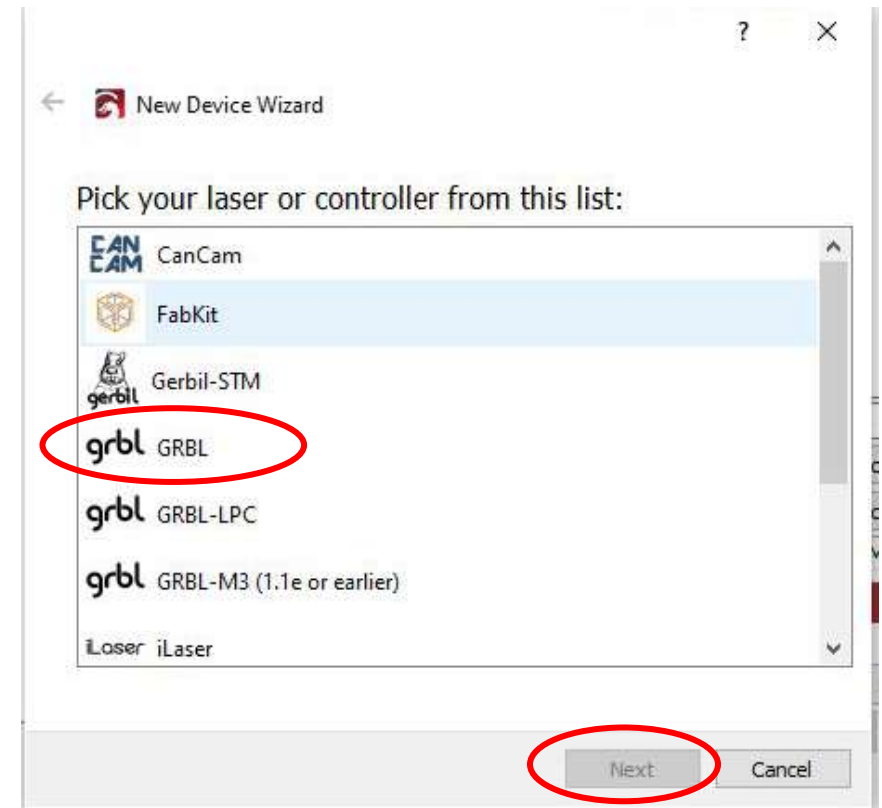 ?
New Device Wizard
Pick your laser or controller from this list:
CAN
CAM CanCam
FabKit
gerbil Gerbil-STM
grbl GRBL
grbl GRBL-LPC
grbl GRBL-M3 (1.1e or earlier)
iLaser iLaser
Next Cancel